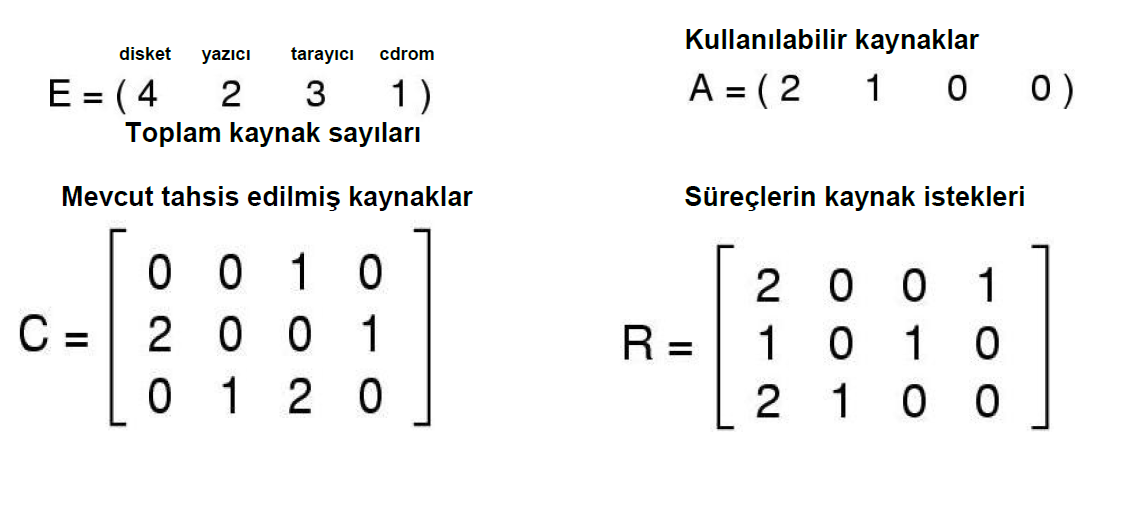 disket yazıcı tarayıcı cdrom
E = ( 4 2 3 1 )
Toplam kaynak sayıları
Kullanılabilir kaynaklar
A = ( 2 1 0 0 )
Mevcut tahsis edilmiş kaynaklar
0 0 1 0
C = 2 0 0 1
0 1 2 0
Süreçlerin kaynak istekleri
2 0 0 1
R = 1 0 1 0
2 1 0 0